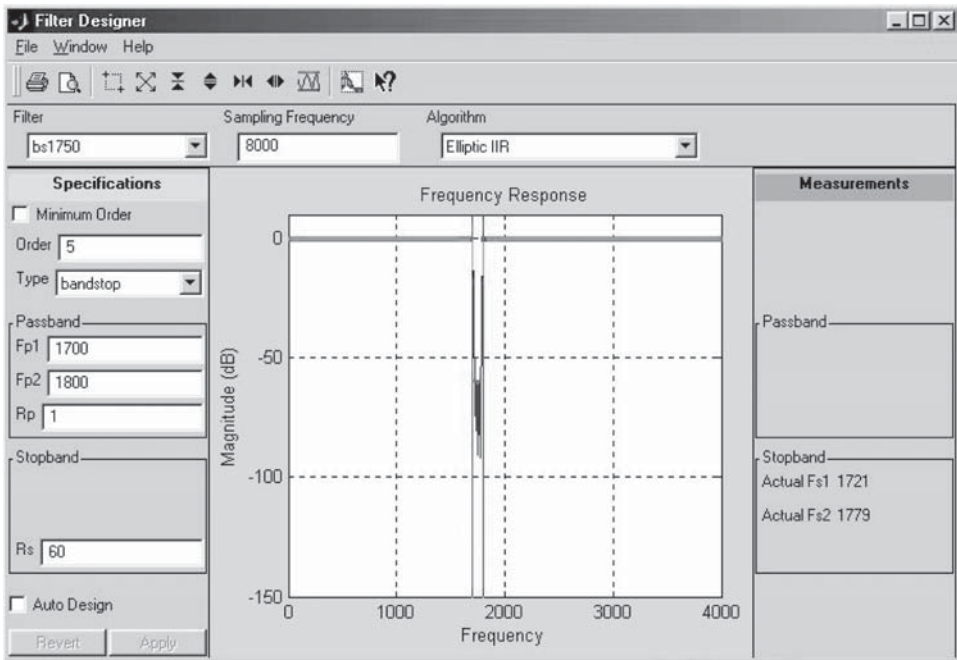 Filter Designer
File Window Help
Filter
bs1750
Sampling Frequency
8000
Algorithm
Elliptic IIR
Specifications
Minimum Order
Order 5
Type bandstop
Passband
Fp1 1700
Fp2 1800
Rp 1
Stopband
Rs 60
Auto Design
Revert Apply
Frequency Response
Magnitude (dB)
0
-50
-100
-150
0 1000 2000 3000 4000
Frequency
Measurements
Passband
Stopband
Actual Fs1 1721
Actual Fs2 1779